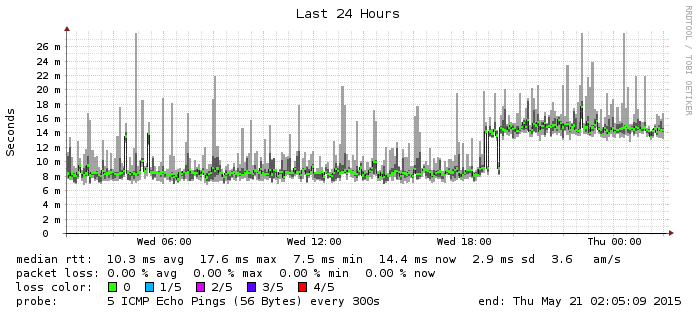 Last 24 Hours
RRDTOOL / TOBI OETIKER
Seconds
26 m
24 m
22 m
20 m
18 m
16 m
14 m
12 m
10 m
8 m
6 m
4 m
2 m
0
Wed 06:00 Wed 12:00 Wed 18:00 Thu 00:00
median rtt: 10.3 ms avg 17.6 ms max 7.5 ms min 14.4 ms now 2.9 ms sd 3.6 am/s
packet loss: 0.00 % avg 0.00 % max 0.00 % min 0.00 % now
loss color: 0 1/5 2/5 3/5 4/5
probe: 5 ICMP Echo Pings (56 Bytes) every 300s end: Thu May 21 02:05:09 2015